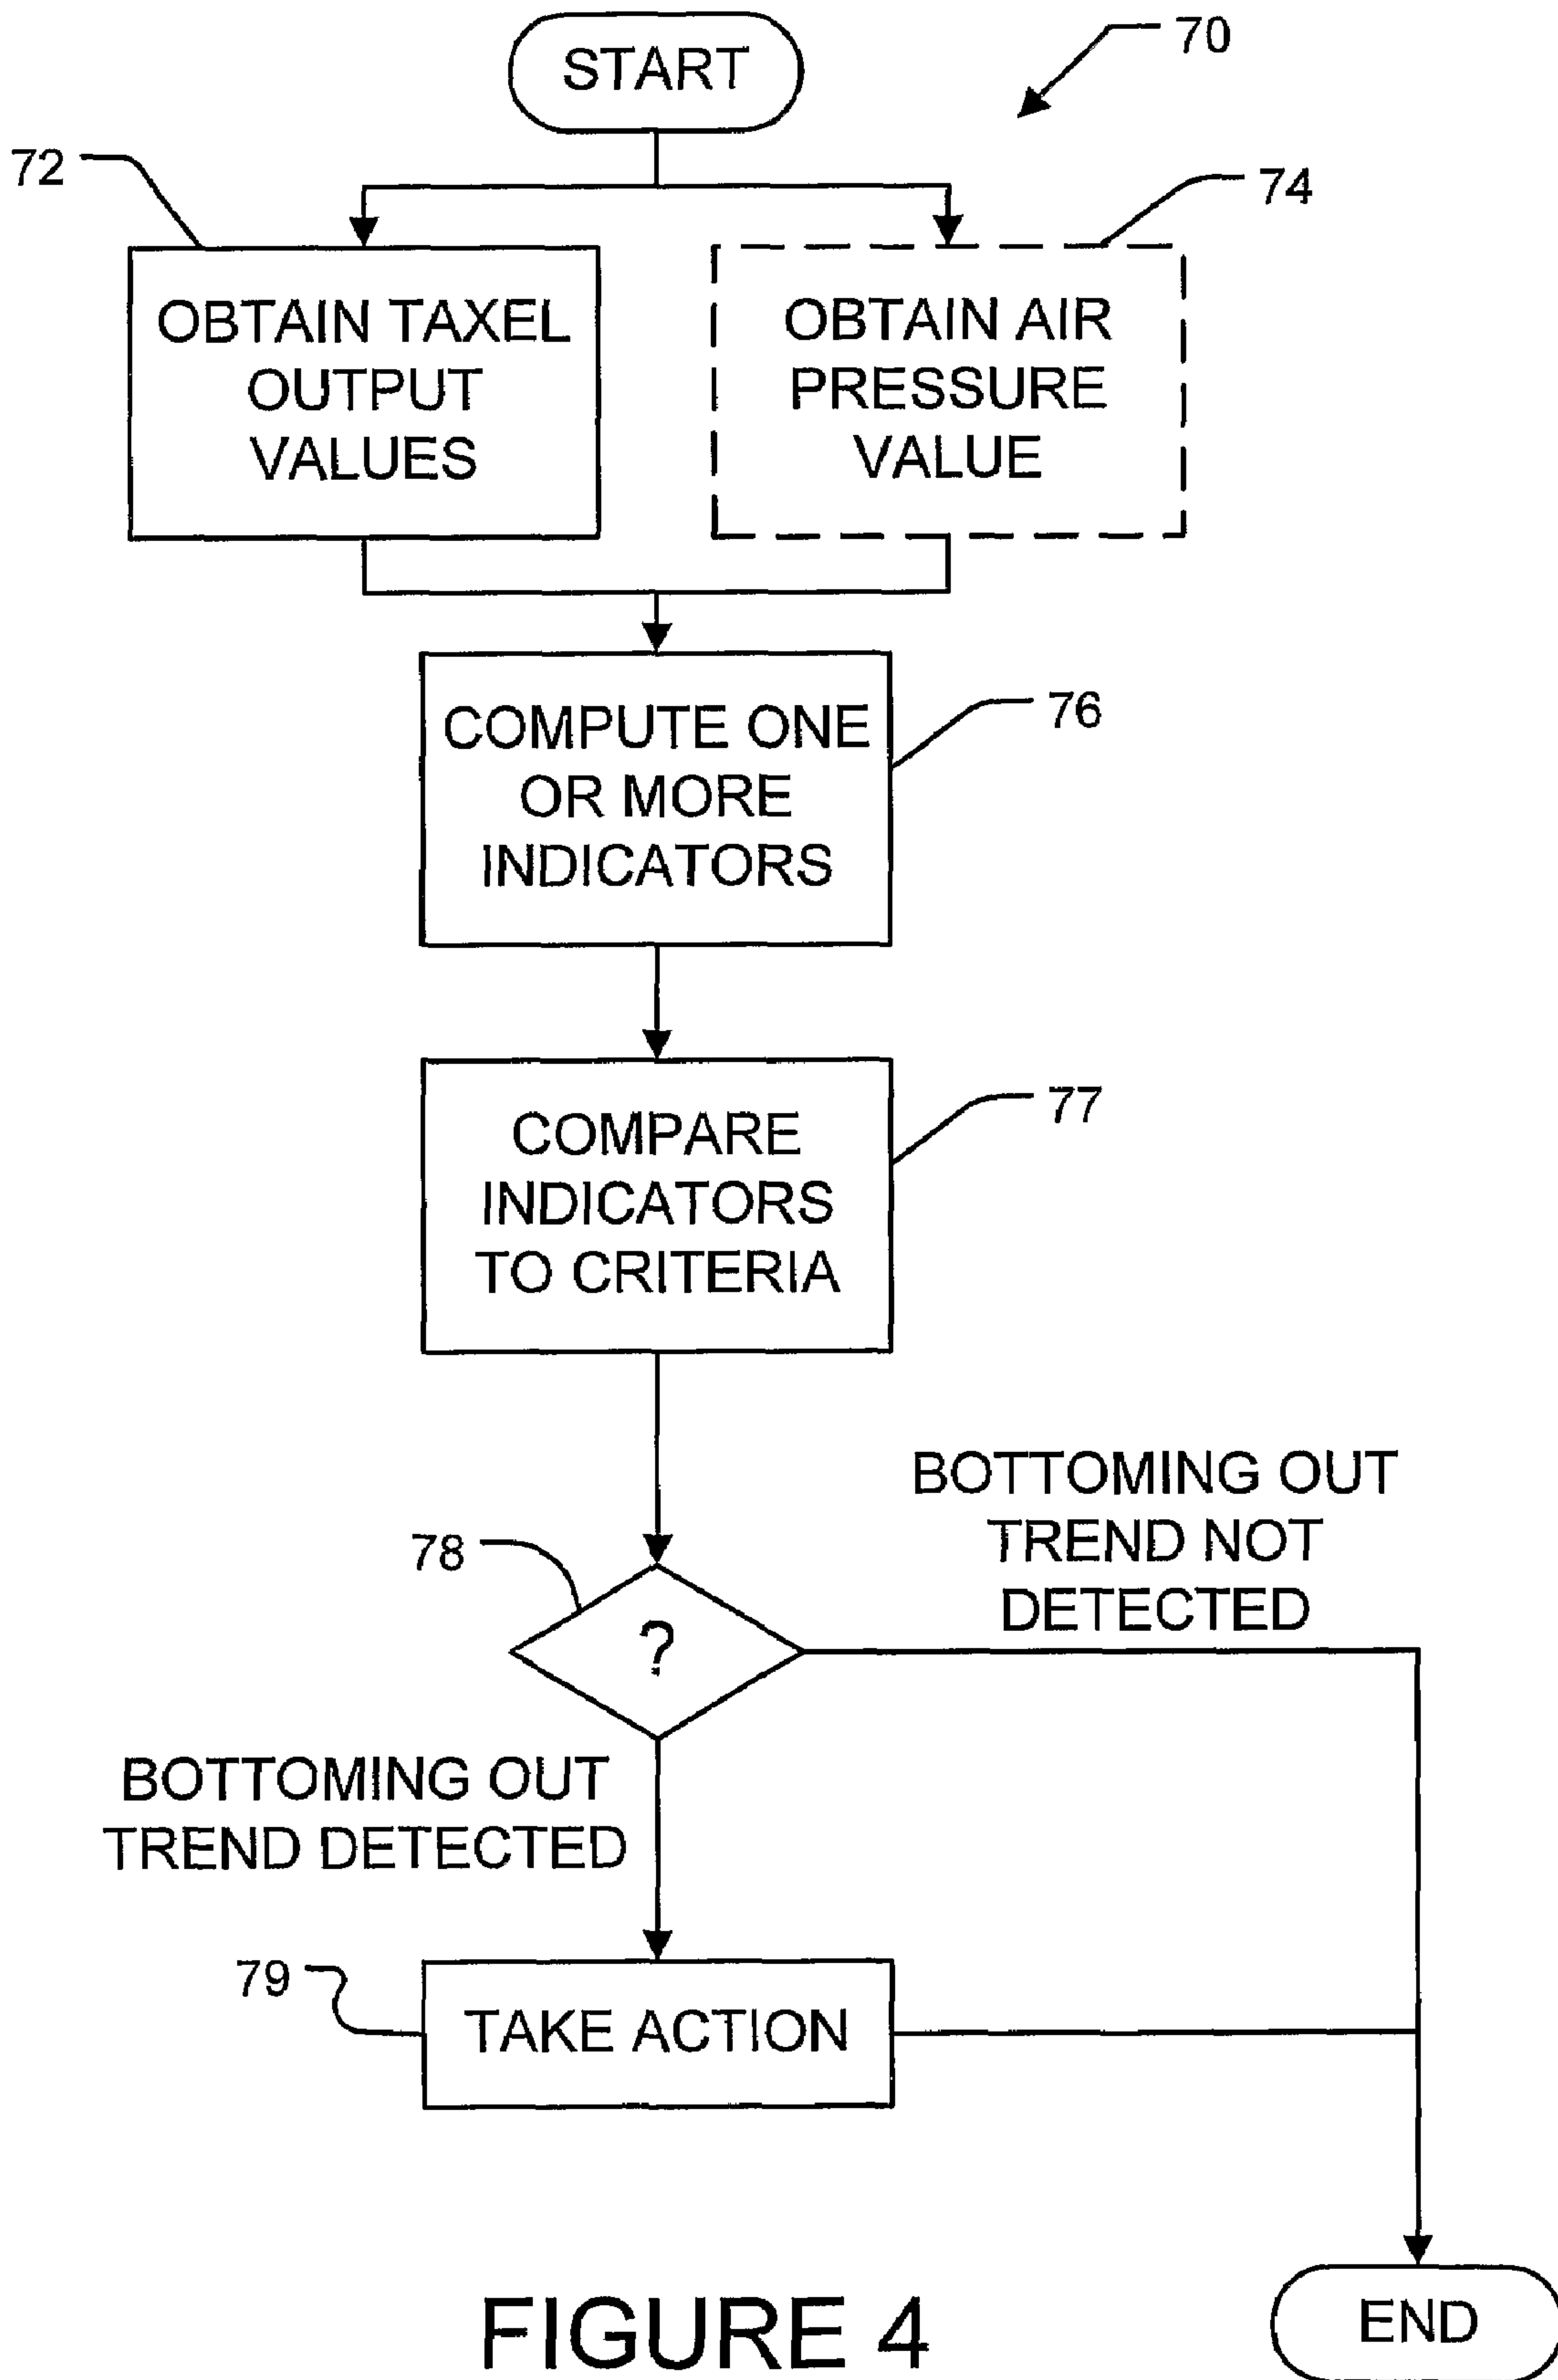 START
70
72
74
OBTAIN TAXEL
OUTPUT
VALUES
OBTAIN AIR
PRESSURE
VALUE
COMPUTE ONE
OR MORE
INDICATORS
76
COMPARE
INDICATORS
TO CRITERIA
77
BOTTOMING OUT
TREND NOT
DETECTED
78
?
BOTTOMING OUT
TREND DETECTED
79
TAKE ACTION
END
FIGURE 4